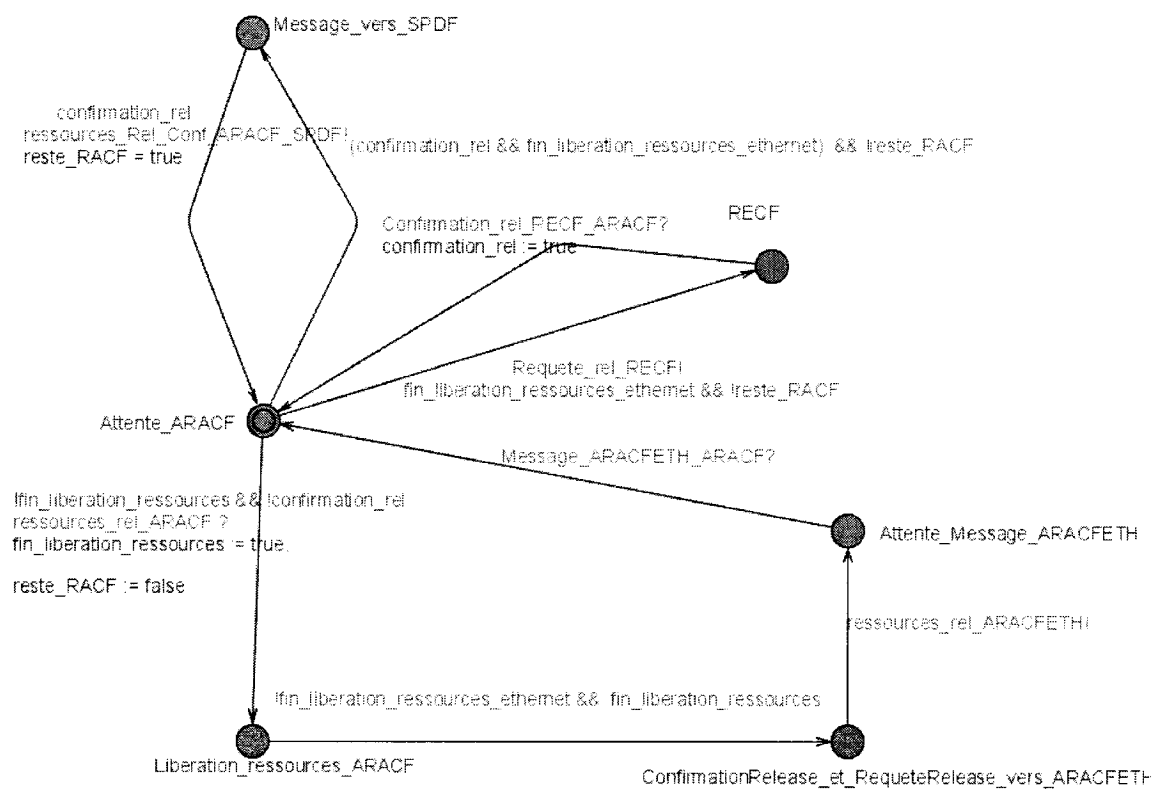 Message_vers_SPDF
confirmation_rel
ressources_Rel_Conf_ARACF_SPDF!
reste_RACF = true
(confirmation_rel && fin_liberation_ressources_ethernet) && !reste_RACF
RECF
Confirmation_rel_RECF_ARACF?
confirmation_rel := true
Requete_rel_RECF!
fin_liberation_ressources_ethernet && !reste_RACF
Attente_ARACF
Message_ARACFETH_ARACF?
!fin_liberation_ressources && !confirmation_rel
ressources_rel_ARACF ?
fin_liberation_ressources := true,
reste_RACF := false
Attente_Message_ARACFETH
ressources_rel_ARACFETH!
!fin_liberation_ressources_ethernet && fin_liberation_ressources
Liberation_ressources_ARACF
ConfirmationRelease_et_RequeteRelease_vers_ARACFETH